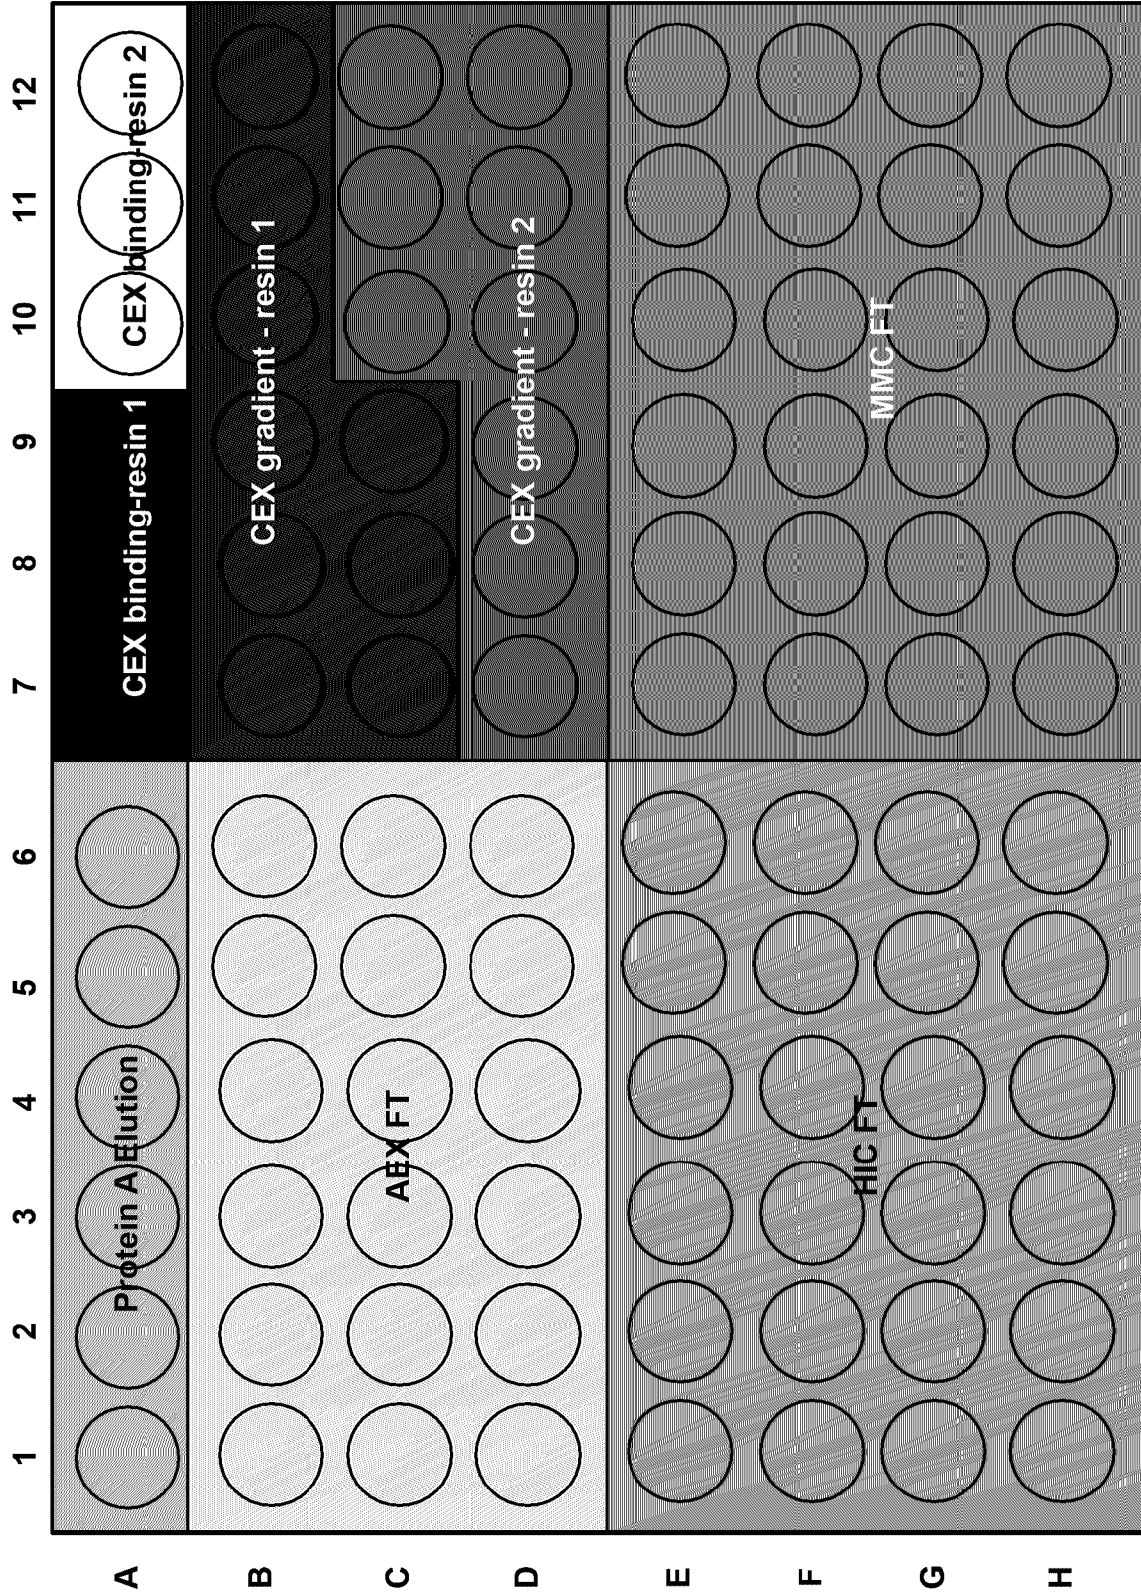 1 2 3 4 5 6 7 8 9 10 11 12
A
Protein A Elution
CEX binding-resin 1
CEX binding-resin 2
B
CEX gradient - resin 1
C
AEX FT
D
CEX gradient - resin 2
E
F
HIC FT
MMC FT
G
H